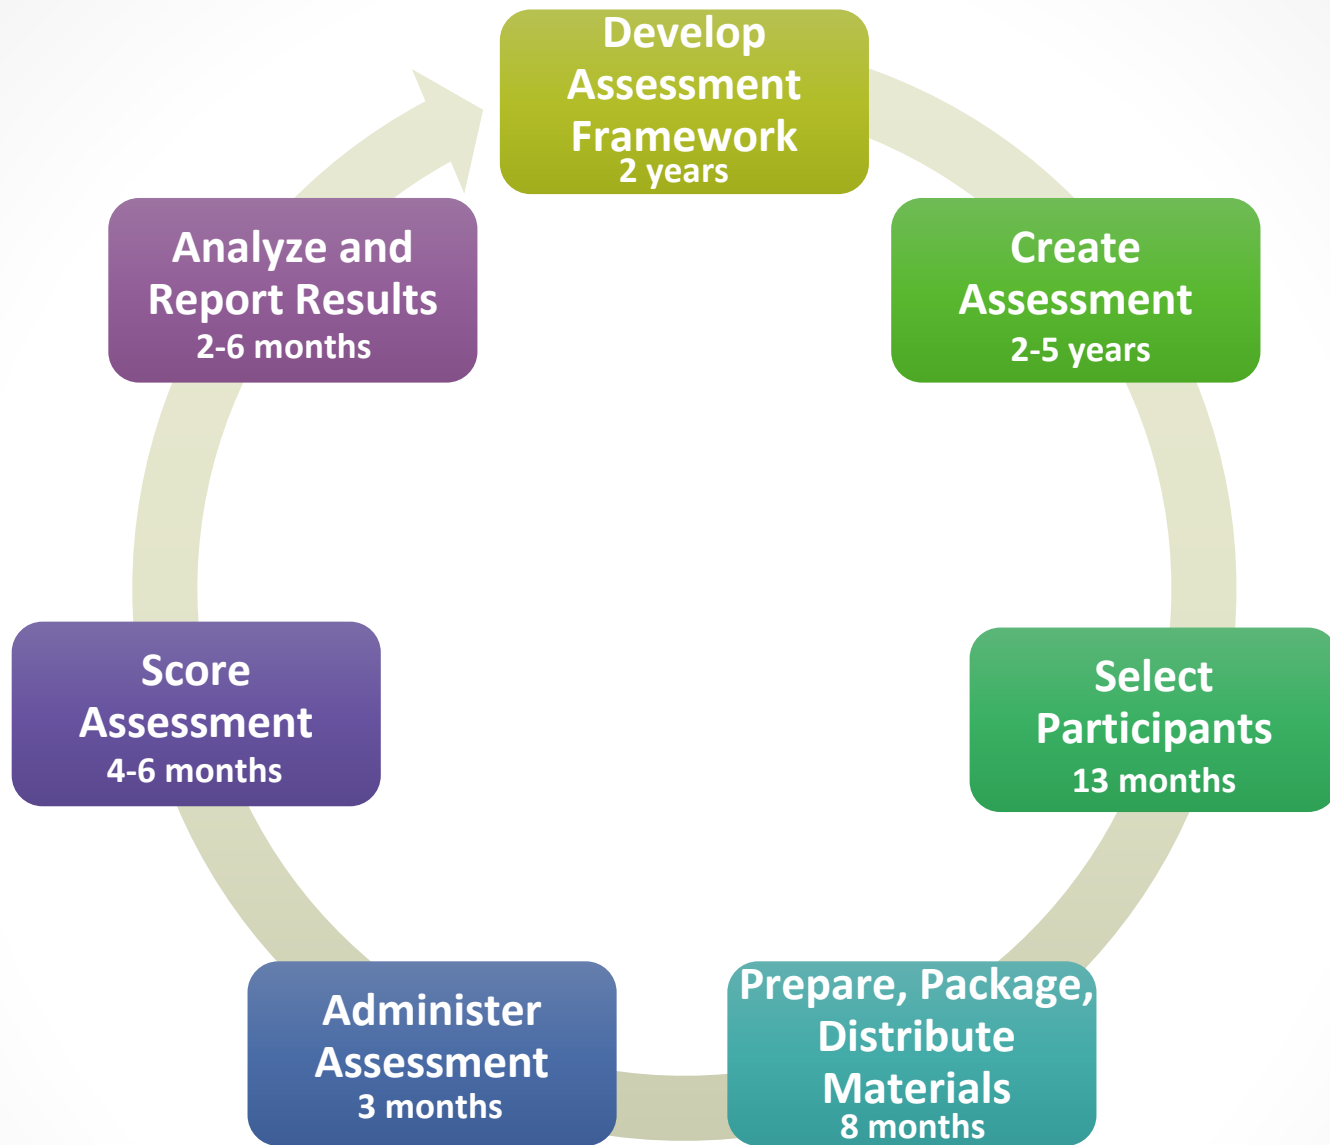 Develop
Assessment
Framework
2 years
Create
Assessment
2-5 years
Select
Participants
13 months
Prepare, Package,
Distribute
Materials
8 months
Administer
Assessment
3 months
Score
Assessment
4-6 months
Analyze and
Report Results
2-6 months